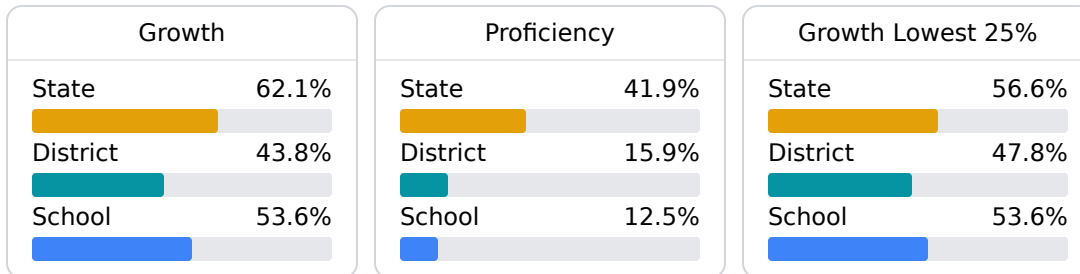 Growth
State 62.1%
District 43.8%
School 53.6%
Proficiency
State 41.9%
District 15.9%
School 12.5%
Growth Lowest 25%
State 56.6%
District 47.8%
School 53.6%